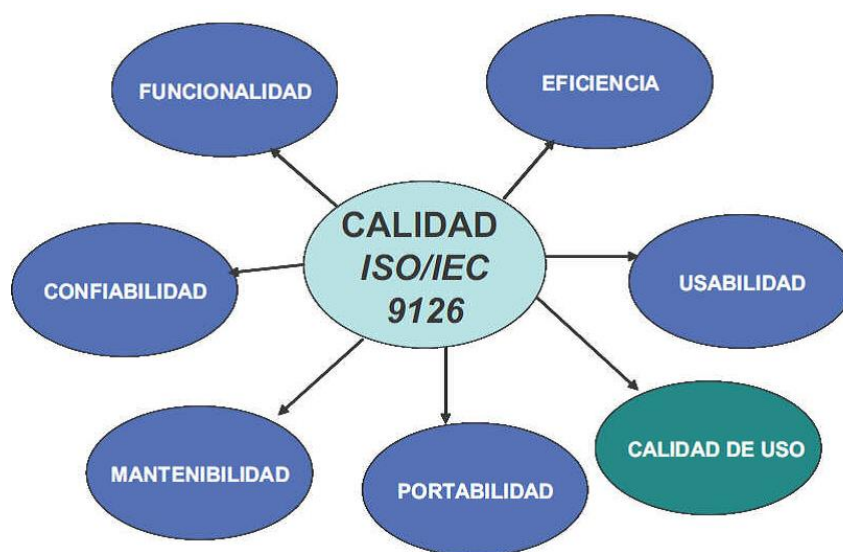 FUNCIONALIDAD
EFICIENCIA
CALIDAD
ISO/IEC
9126
CONFIABILIDAD
USABILIDAD
MANTENIBILIDAD
PORTABILIDAD
CALIDAD DE USO